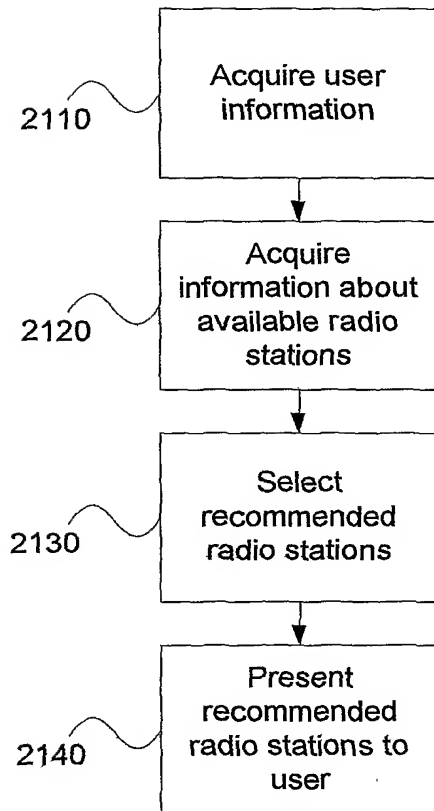 2110
Acquire user
information
2120
Acquire
information about
available radio
stations
2130
Select
recommended
radio stations
2140
Present
recommended
radio stations to
user